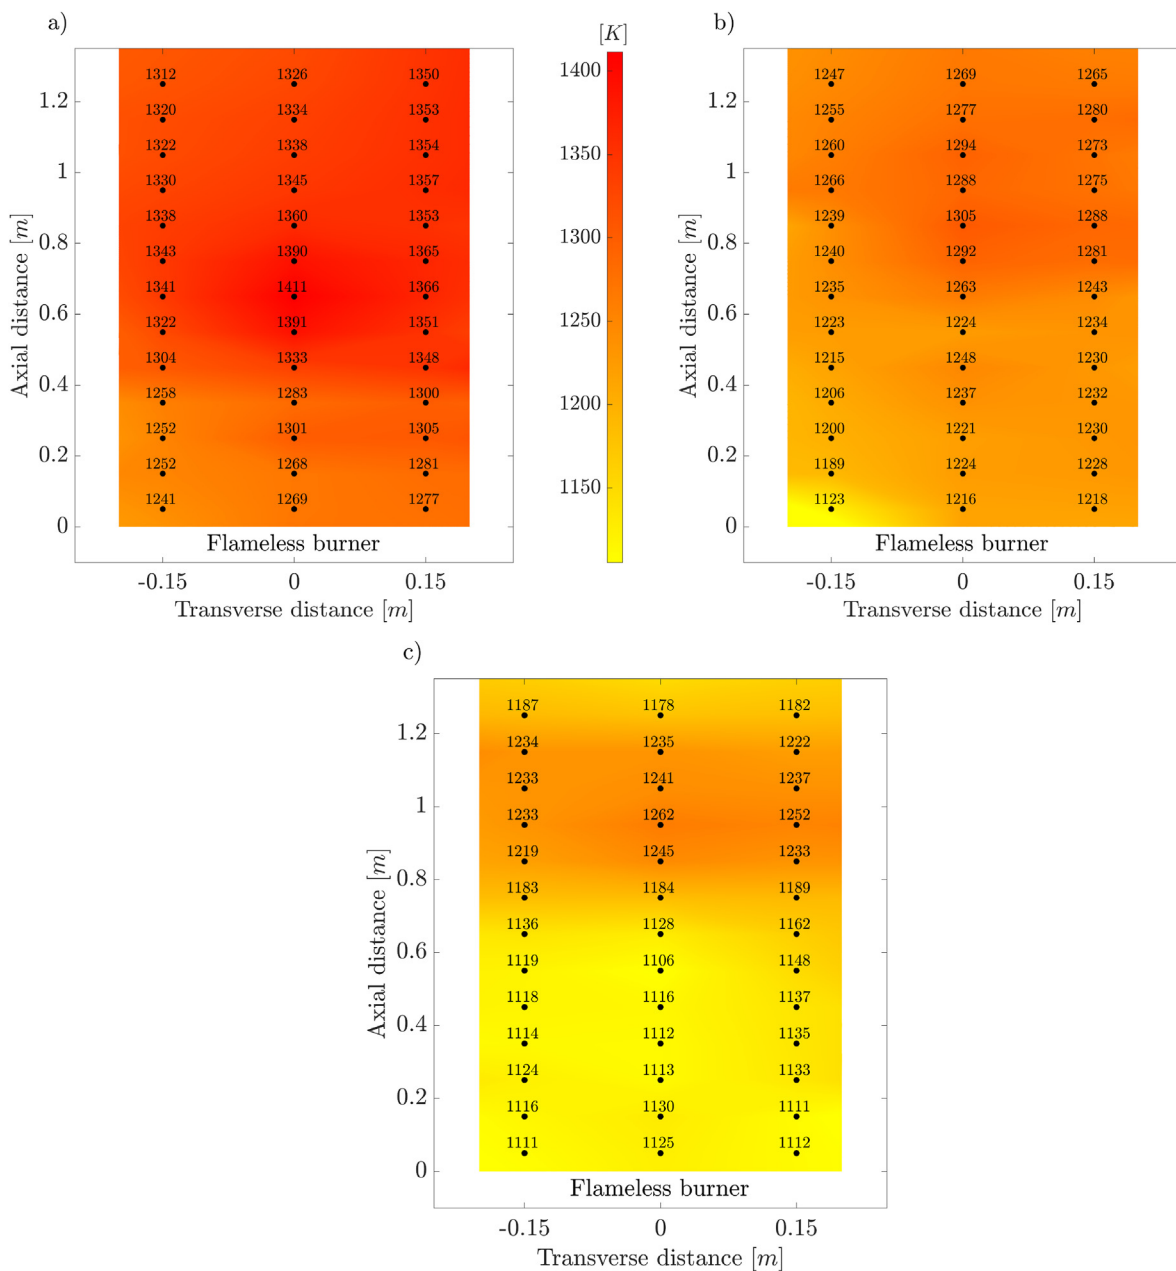 a)
[K]
b)
1312 1326 1350
1.2
1320 1334 1353
1322 1338 1354
1
1330 1345 1357
1338 1360 1353
0.8
1343 1390 1365
1341 1411 1366
0.6
1322 1391 1351
1304 1333 1348
0.4
1258 1283 1300
1252 1301 1305
0.2
1252 1268 1281
1241 1269 1277
0
Flameless burner
-0.15 0 0.15
Transverse distance [m]
Axial distance [m]
1400
1350
1300
1250
1200
1150
1247 1269 1265
1.2
1255 1277 1280
1260 1294 1273
1
1266 1288 1275
1239 1305 1288
0.8
1240 1292 1281
1235 1263 1243
0.6
1223 1224 1234
1215 1248 1230
0.4
1206 1237 1232
1200 1221 1230
0.2
1189 1224 1228
1123 1216 1218
0
Flameless burner
-0.15 0 0.15
Transverse distance [m]
Axial distance [m]
c)
1187 1178 1182
1.2
1234 1235 1222
1233 1241 1237
1
1233 1262 1252
1219 1245 1233
0.8
1183 1184 1189
1136 1128 1162
0.6
1119 1106 1148
1118 1116 1137
0.4
1114 1112 1135
1124 1113 1133
0.2
1116 1130 1111
1111 1125 1112
0
Flameless burner
-0.15 0 0.15
Transverse distance [m]
Axial distance [m]